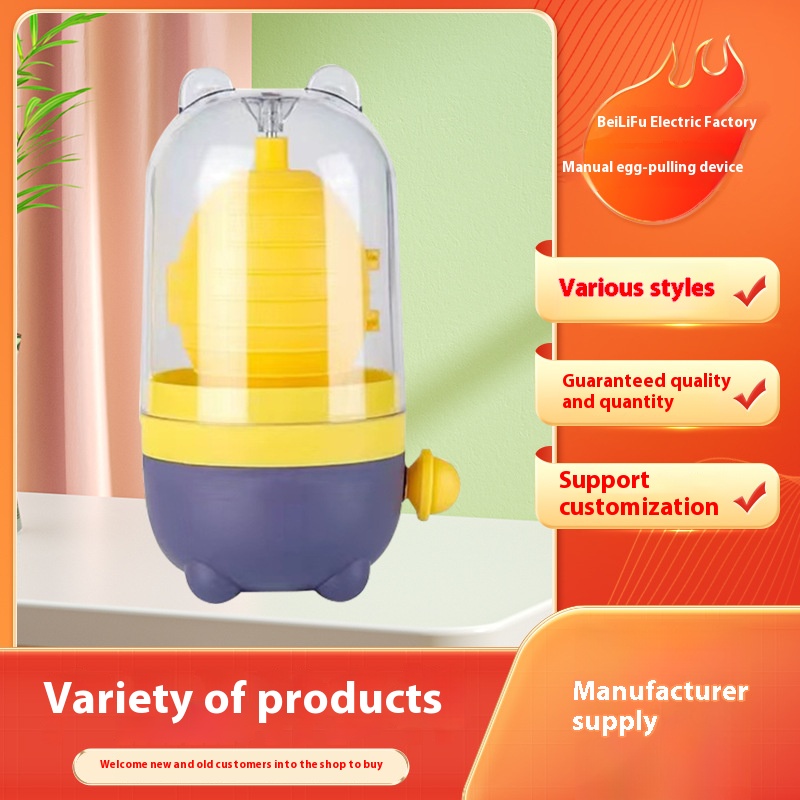 BeiLiFu Electric Factory
Manual egg-pulling device
Various styles
Guaranteed quality
and quantity
Support
customization
Variety of products
Welcome new and old customers into the shop to buy
Manufacturer
supply